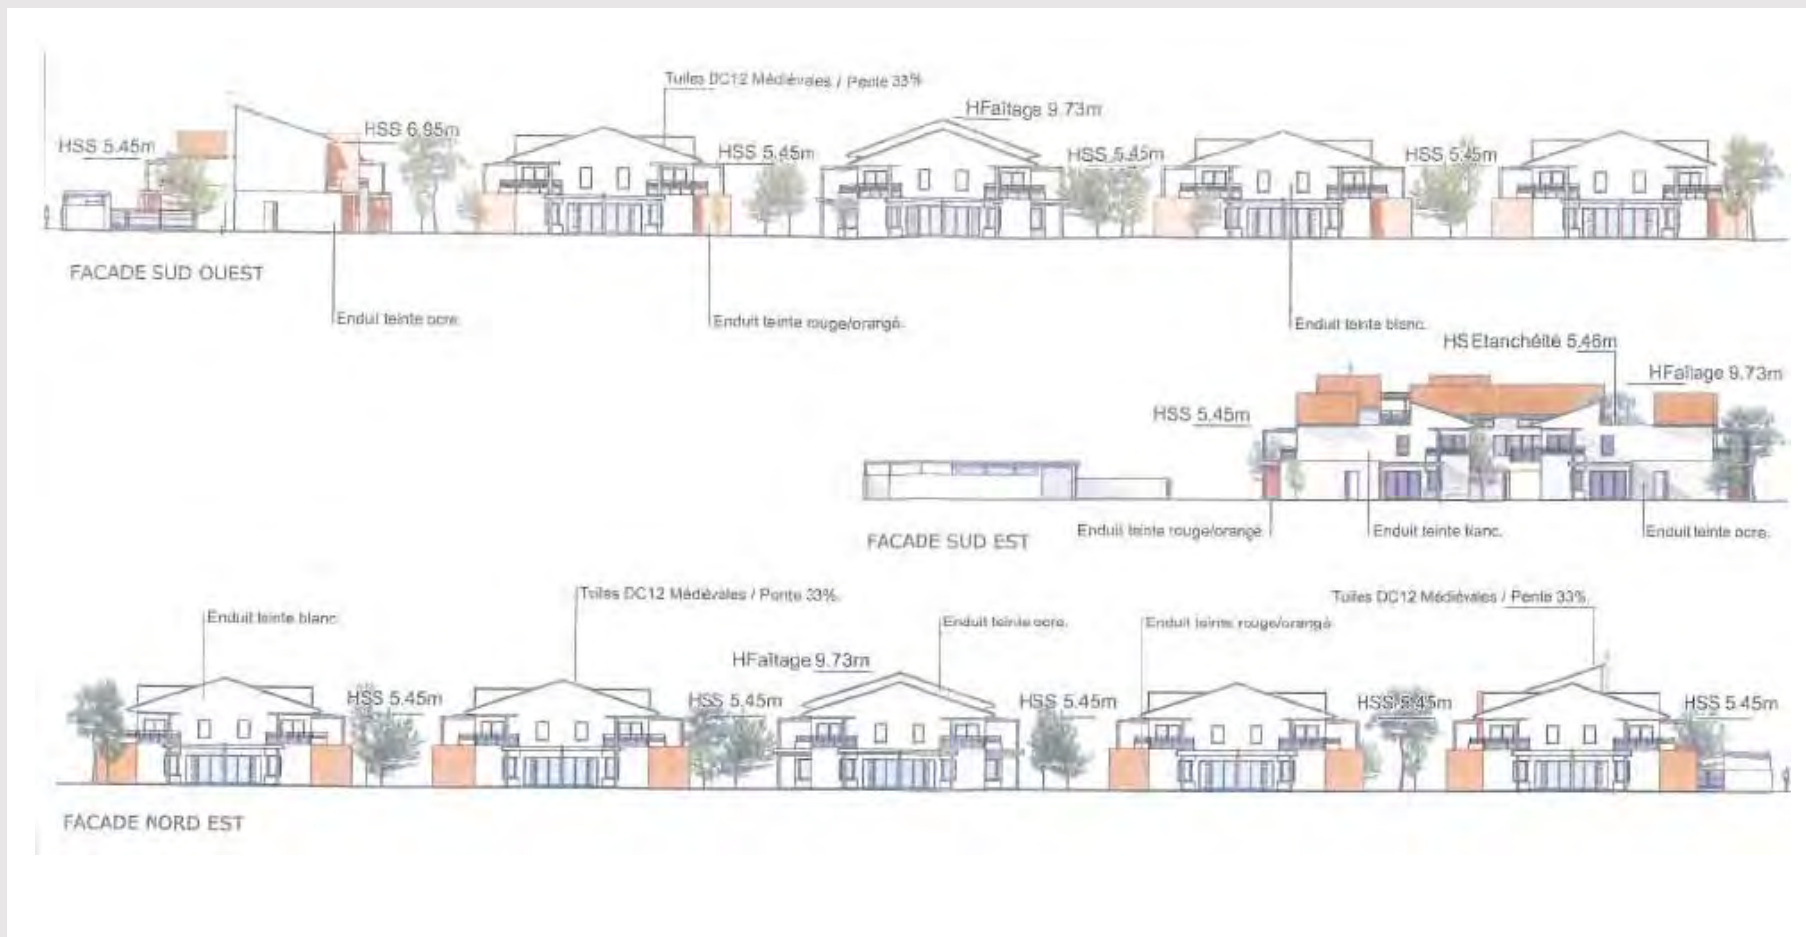 Tuiles DC12 Médiévales / Pente 33%
HFaîtage 9.73m
HSS 6.95m
HSS 5.45m
HSS 5.45m
HSS 5.45m
HSS 5.45m
FACADE SUD OUEST
Enduit teinte ocre.
Enduit teinte rouge/orangé.
Enduit teinte blanc.
HS Etanchéité 5.46m
HFaîtage 9.73m
HSS 5.45m
Enduit teinte rouge/orangé
Enduit teinte blanc.
Enduit teinte ocre.
FACADE SUD EST
Tuiles DC12 Médiévales / Pente 33%.
Tuiles DC12 Médiévales / Pente 33%.
Enduit teinte blanc.
Enduit teinte ocre.
Enduit teinte rouge/orangé
HFaîtage 9.73m
HSS 5.45m
HSS 5.45m
HSS 5.45m
HSS 5.45m
HSS 5.45m
FACADE NORD EST